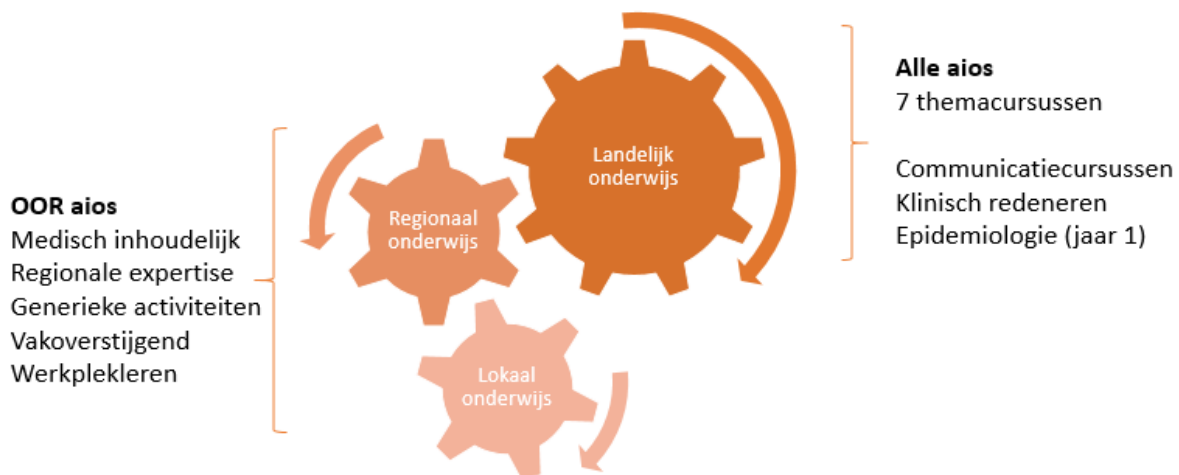 OOR aios
Medisch inhoudelijk
Regionale expertise
Generieke activiteiten
Vakoverstijgend
Werkplekleren
Regionaal
onderwijs
Landelijk
onderwijs
Lokaal
onderwijs
Alle aios
7 themacursussen
Communicatiecursussen
Klinisch redeneren
Epidemiologie (jaar 1)